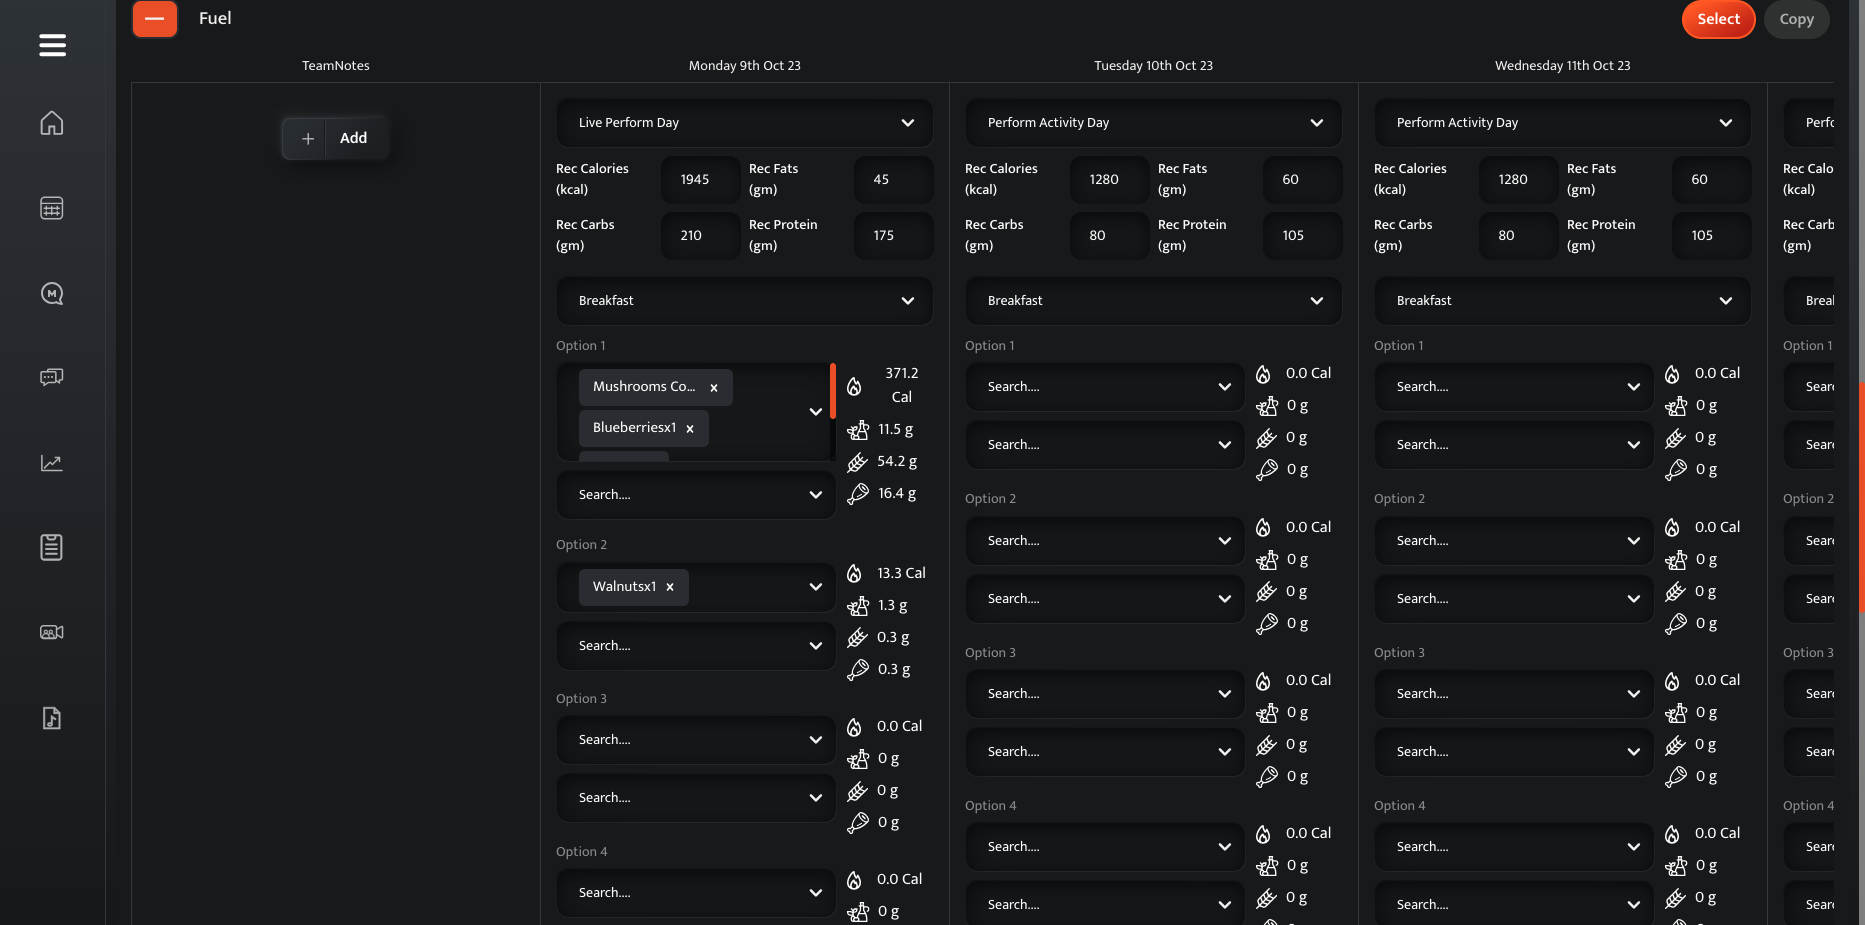 Fuel
Select
Copy
TeamNotes
Monday 9th Oct 23
Tuesday 10th Oct 23
Wednesday 11th Oct 23
Add
Live Perform Day
Rec Calories (kcal)
1945
Rec Fats (gm)
45
Rec Carbs (gm)
210
Rec Protein (gm)
175
Breakfast
Option 1
Mushrooms Co...
Blueberriesx1
Search....
371.2 Cal
11.5 g
54.2 g
16.4 g
Option 2
Walnutsx1
Search....
13.3 Cal
1.3 g
0.3 g
0.3 g
Option 3
Search....
Search....
0.0 Cal
0 g
0 g
0 g
Option 4
Search....
0.0 Cal
0 g
Perform Activity Day
Rec Calories (kcal)
1280
Rec Fats (gm)
60
Rec Carbs (gm)
80
Rec Protein (gm)
105
Breakfast
Option 1
Search....
Search....
0.0 Cal
0 g
0 g
0 g
Option 2
Search....
Search....
0.0 Cal
0 g
0 g
0 g
Option 3
Search....
Search....
0.0 Cal
0 g
0 g
0 g
Option 4
Search....
Search....
0.0 Cal
0 g
0 g
Perform Activity Day
Rec Calories (kcal)
1280
Rec Fats (gm)
60
Rec Carbs (gm)
80
Rec Protein (gm)
105
Breakfast
Option 1
Search....
Search....
0.0 Cal
0 g
0 g
0 g
Option 2
Search....
Search....
0.0 Cal
0 g
0 g
0 g
Option 3
Search....
Search....
0.0 Cal
0 g
0 g
0 g
Option 4
Search....
Search....
0.0 Cal
0 g
0 g
Rec
(kcal)
Rec Carb
(gm)
Option 1
Option 2
Option 3
Option 4